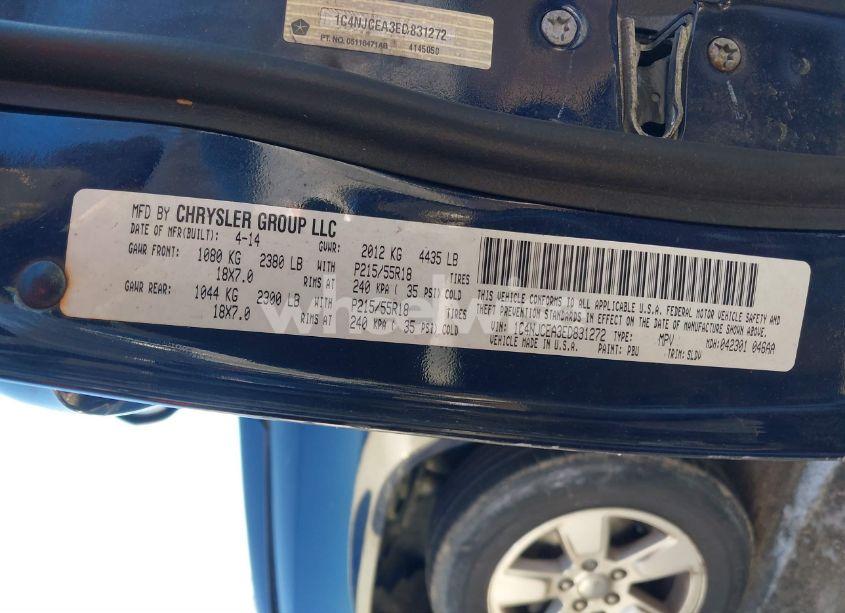 1C4NJCEA3ED831272
PT. NO. 05116471AB 4145050
MFD BY CHRYSLER GROUP LLC
DATE OF MFR(BUILT): 4-14 GVWR: 2012 KG 4435 LB
GAWR FRONT: 1080 KG 2380 LB WITH P215/55R18 TIRES
18X7.0 RIMS AT 240 KPA ( 35 PSI) COLD
GAWR REAR: 1044 KG 2300 LB WITH P215/55R18 TIRES
18X7.0 RIMS AT 240 KPA ( 35 PSI) COLD
THIS VEHICLE CONFORMS TO ALL APPLICABLE U.S.A. FEDERAL MOTOR VEHICLE SAFETY AND
THEFT PREVENTION STANDARDS IN EFFECT ON THE DATE OF MANUFACTURE SHOWN ABOVE.
VIN: 1C4NJCEA3ED831272 TYPE: MPV MDH:042301 046AA
VEHICLE MADE IN U.S.A. PAINT: PBU TRIM: SLDV